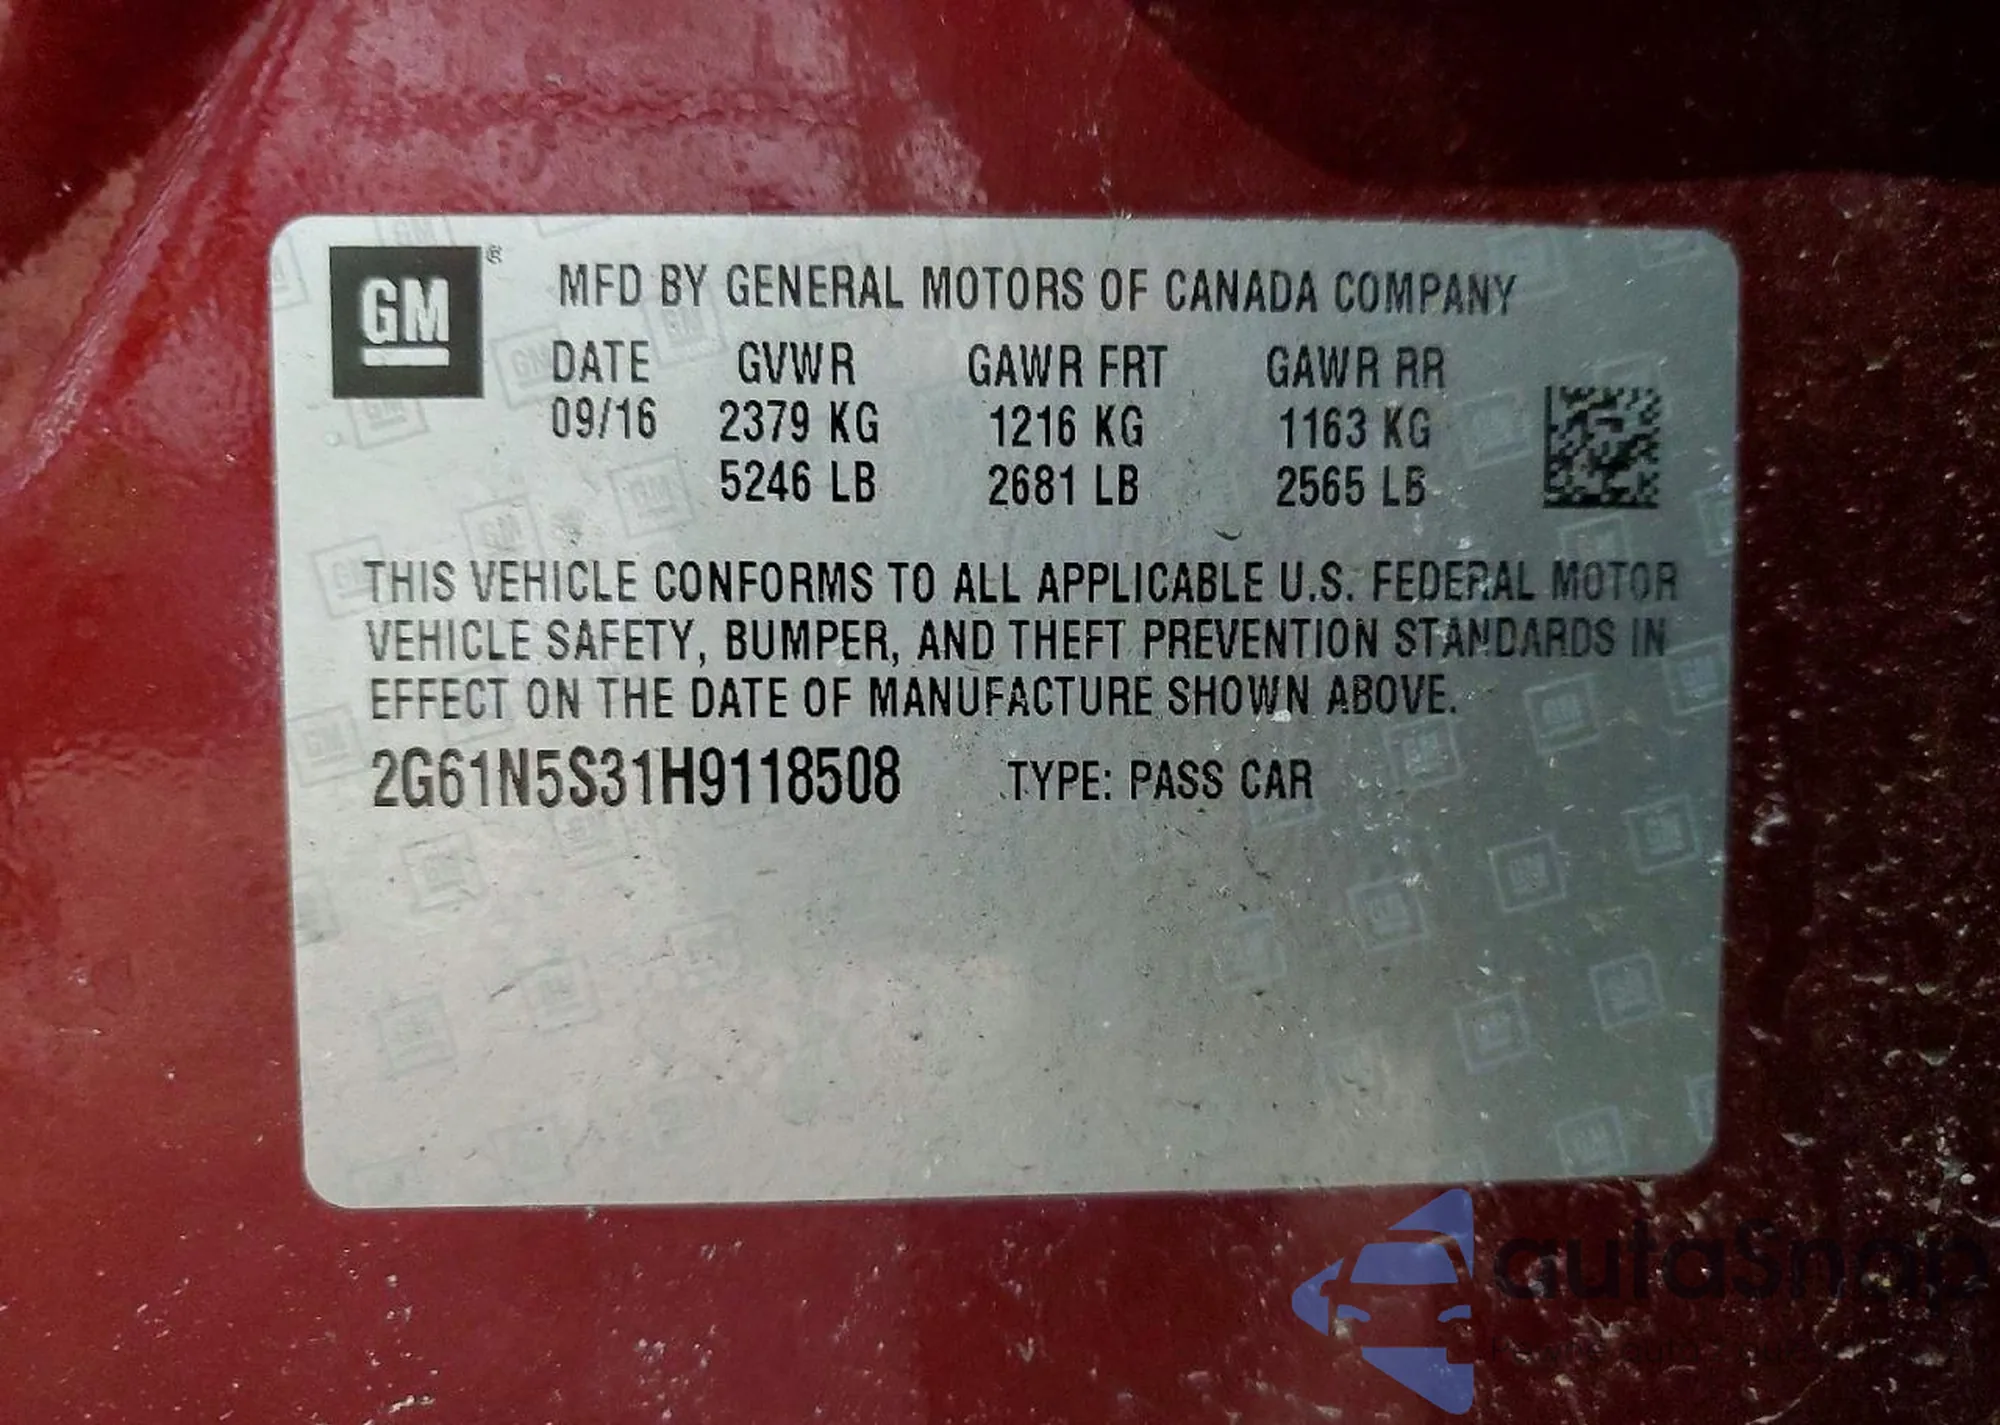 GM ®
MFD BY GENERAL MOTORS OF CANADA COMPANY
DATE GVWR GAWR FRT GAWR RR
09/16 2379 KG 1216 KG 1163 KG
5246 LB 2681 LB 2565 LB
THIS VEHICLE CONFORMS TO ALL APPLICABLE U.S. FEDERAL MOTOR
VEHICLE SAFETY, BUMPER, AND THEFT PREVENTION STANDARDS IN
EFFECT ON THE DATE OF MANUFACTURE SHOWN ABOVE.
2G61N5S31H9118508 TYPE: PASS CAR
autaSnap